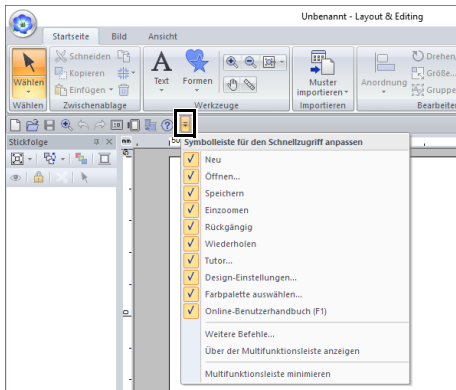 Unbenannt - Layout & Editing
Startseite Bild Ansicht
Wählen
Schneiden
Kopieren
Einfügen
Text
Formen
Muster importieren
Anordnung
Drehen
Größe...
Gruppe
Wählen Zwischenablage Werkzeuge Importieren Bearbeite
Stickfolge
Symbolleiste für den Schnellzugriff anpassen
Neu
Öffnen...
Speichern
Einzoomen
Rückgängig
Wiederholen
Tutor...
Design-Einstellungen...
Farbpalette auswählen...
Online-Benutzerhandbuch (F1)
Weitere Befehle...
Über der Multifunktionsleiste anzeigen
Multifunktionsleiste minimieren